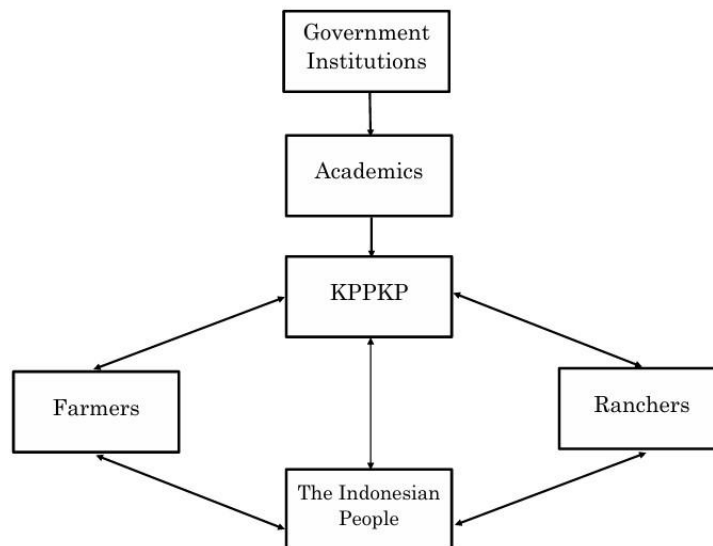 Government
Institutions
Academics
KPPKP
Farmers
Ranchers
The Indonesian
People